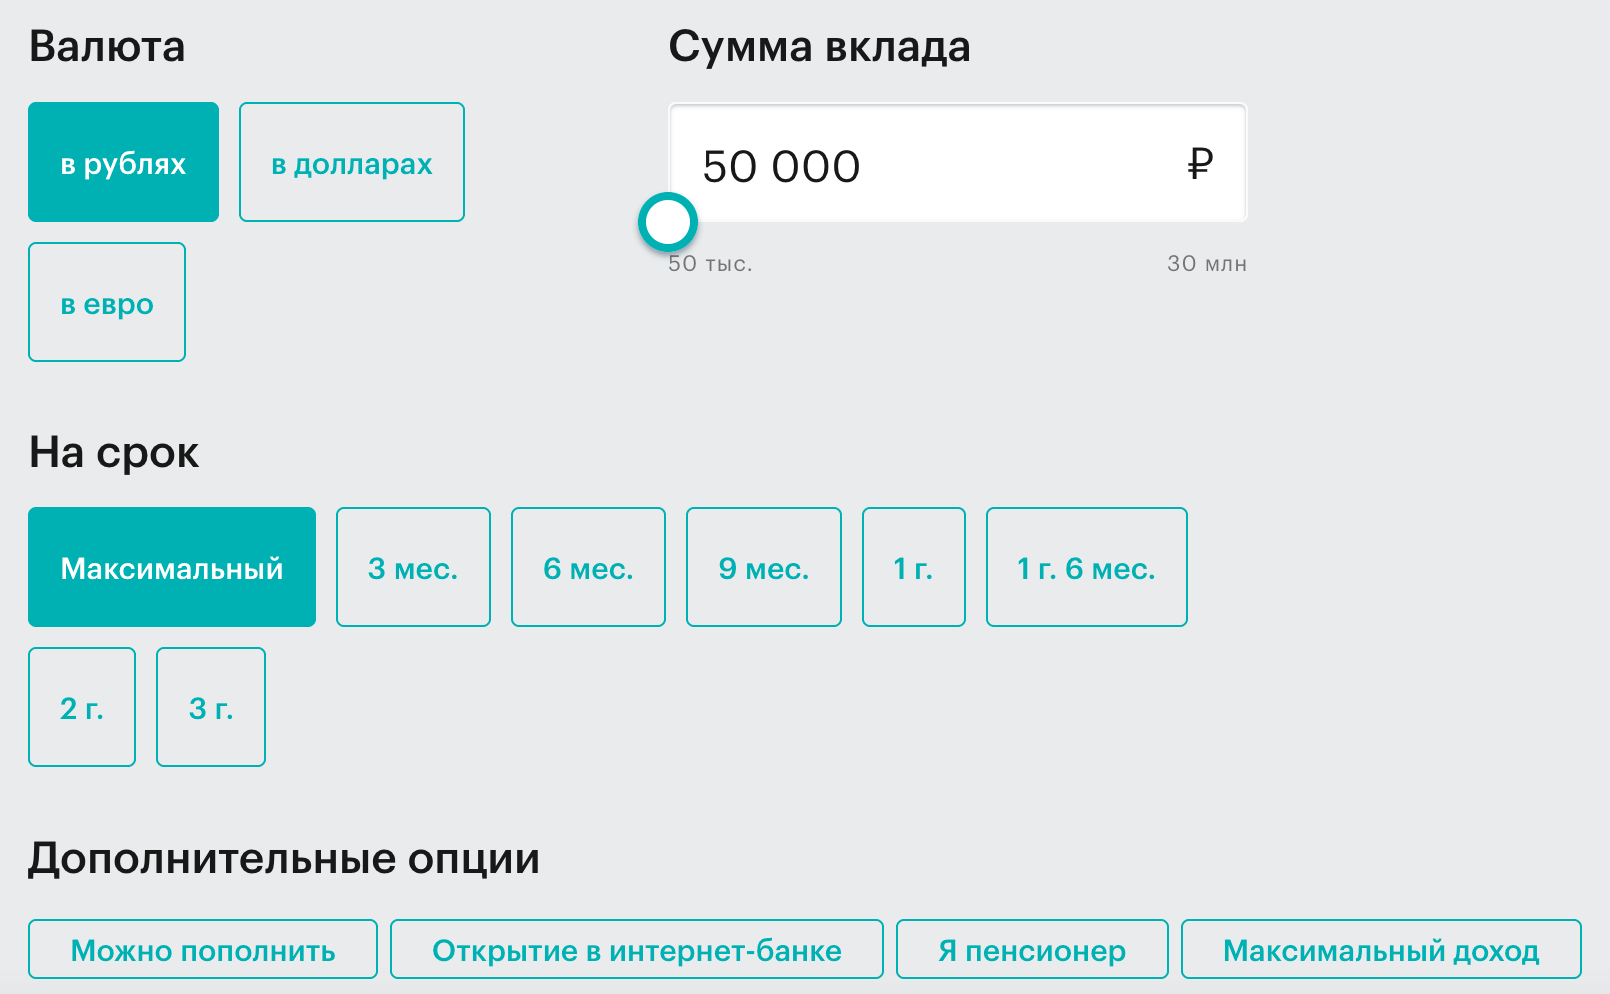 Валюта
в рублях
в долларах
в евро
Сумма вклада
50 000 ₽
50 тыс.
30 млн
На срок
Максимальный
3 мес.
6 мес.
9 мес.
1 г.
1 г. 6 мес.
2 г.
3 г.
Дополнительные опции
Можно пополнить
Открытие в интернет-банке
Я пенсионер
Максимальный доход